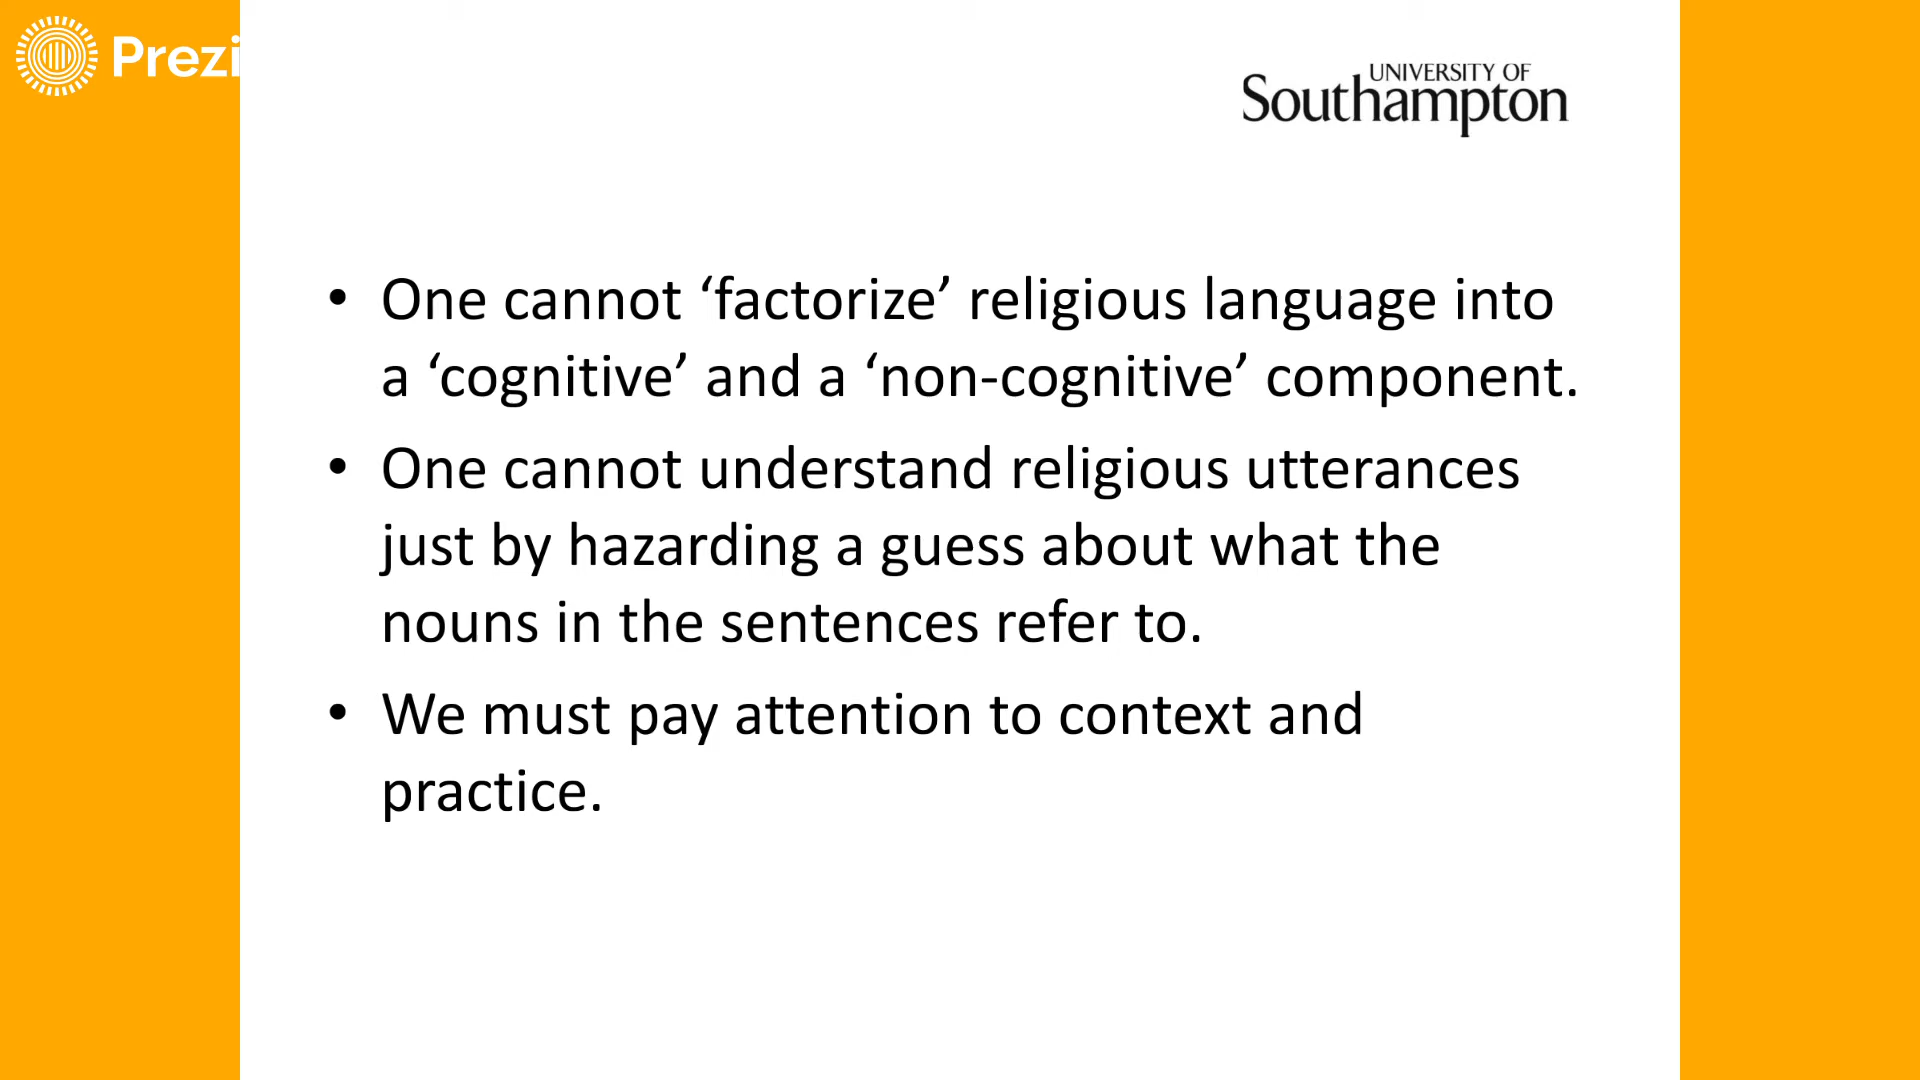 Prezi
UNIVERSITY OF
Southampton
• One cannot ‘factorize’ religious language into
a ‘cognitive’ and a ‘non-cognitive’ component.
• One cannot understand religious utterances
just by hazarding a guess about what the
nouns in the sentences refer to.
• We must pay attention to context and
practice.